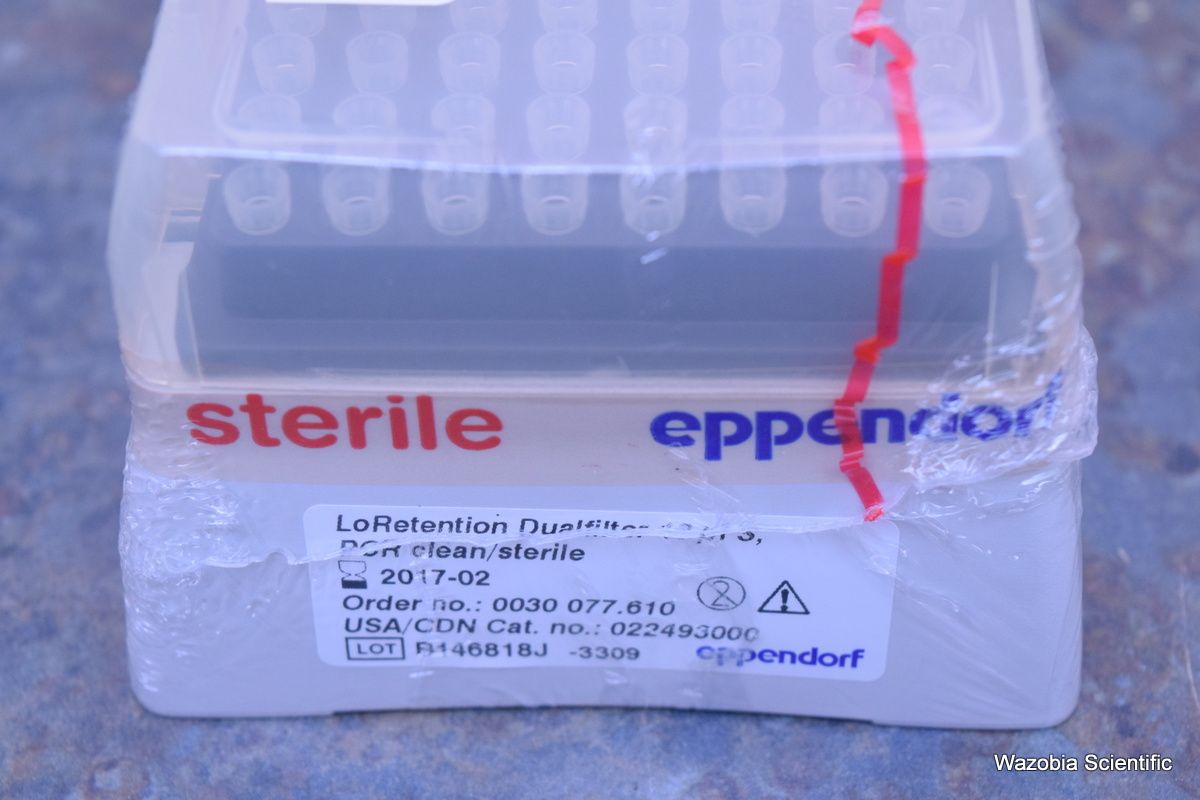 sterile eppendorf
LoRetention Dualfilter
PCR clean/sterile
2017-02
Order no.: 0030 077.610
USA/CDN Cat. no.: 022493000
LOT B146818J -3309
eppendorf
Wazobia Scientific